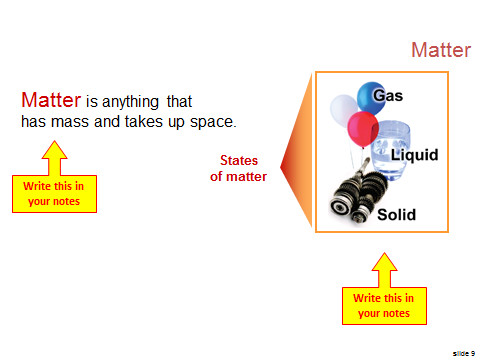 Matter
Matter is anything that
has mass and takes up space.
Write this in
your notes
States
of matter
Gas
Liquid
Solid
Write this in
your notes
slide 9